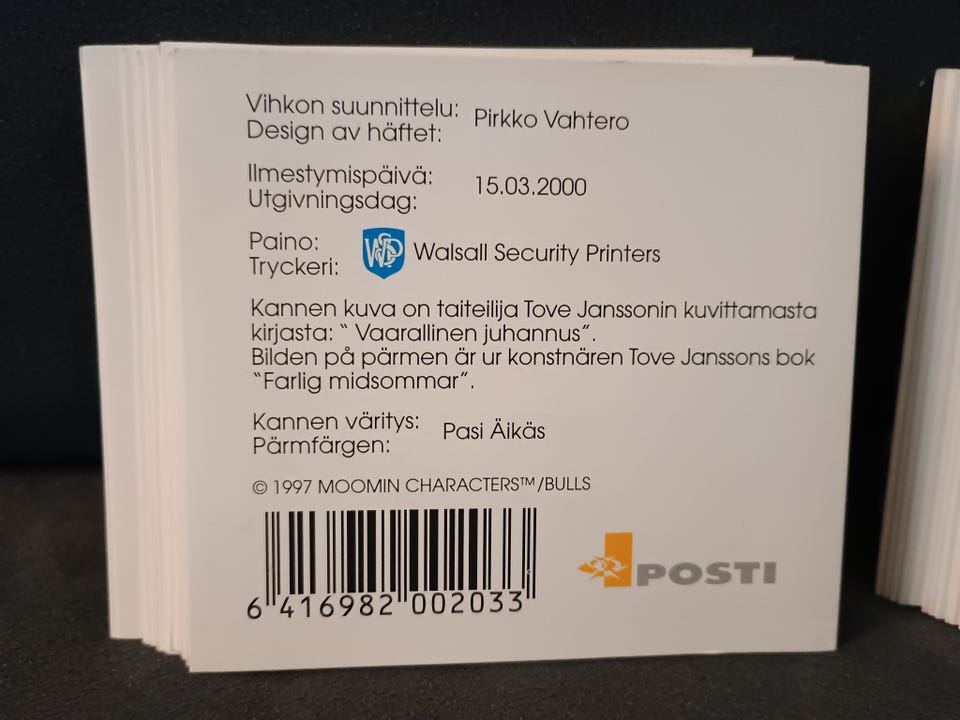 Vihkon suunnittelu: Pirkko Vahtero
Design av häftet:
Ilmestymispäivä: 15.03.2000
Utgivningsdag:
Paino: WSP Walsall Security Printers
Tryckeri:
Kannen kuva on taiteilija Tove Janssonin kuvittamasta
kirjasta: “ Vaarallinen juhannus”.
Bilden på pärmen är ur konstnären Tove Janssons bok
“Farlig midsommar”.
Kannen väritys: Pasi Äikäs
Pärmfärgen:
© 1997 MOOMIN CHARACTERS™/BULLS
6 416982 002033
POSTI